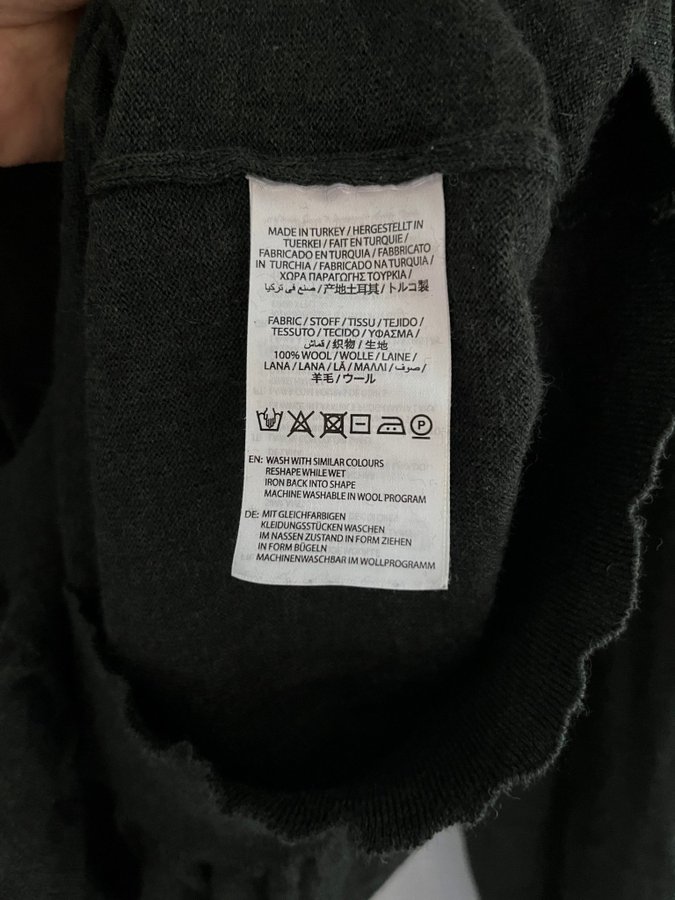 MADE IN TURKEY / HERGESTELLT IN
TUERKEI / FAIT EN TURQUIE /
FABRICADO EN TURQUIA / FABBRICATO
IN TURCHIA / FABRICADO NA TURQUIA /
ΧΩΡΑ ΠΑΡΑΓΩΓΗΣ ΤΟΥΡΚΙΑ /
صنع في تركيا / 产地土耳其 / トルコ製
FABRIC / STOFF / TISSU / TEJIDO /
TESSUTO / TECIDO / ΥΦΑΣΜΑ /
قماش / 织物 / 生地
100% WOOL / WOLLE / LAINE /
LANA / LANA / LÃ / ΜΑΛΛΙ / صوف /
羊毛 / ウール
P
EN: WASH WITH SIMILAR COLOURS
RESHAPE WHILE WET
IRON BACK INTO SHAPE
MACHINE WASHABLE IN WOOL PROGRAM
DE: MIT GLEICHFARBIGEN
KLEIDUNGSSTÜCKEN WASCHEN
IM NASSEN ZUSTAND IN FORM ZIEHEN
IN FORM BÜGELN
MACHINENWASCHBAR IM WOLLPROGRAMM